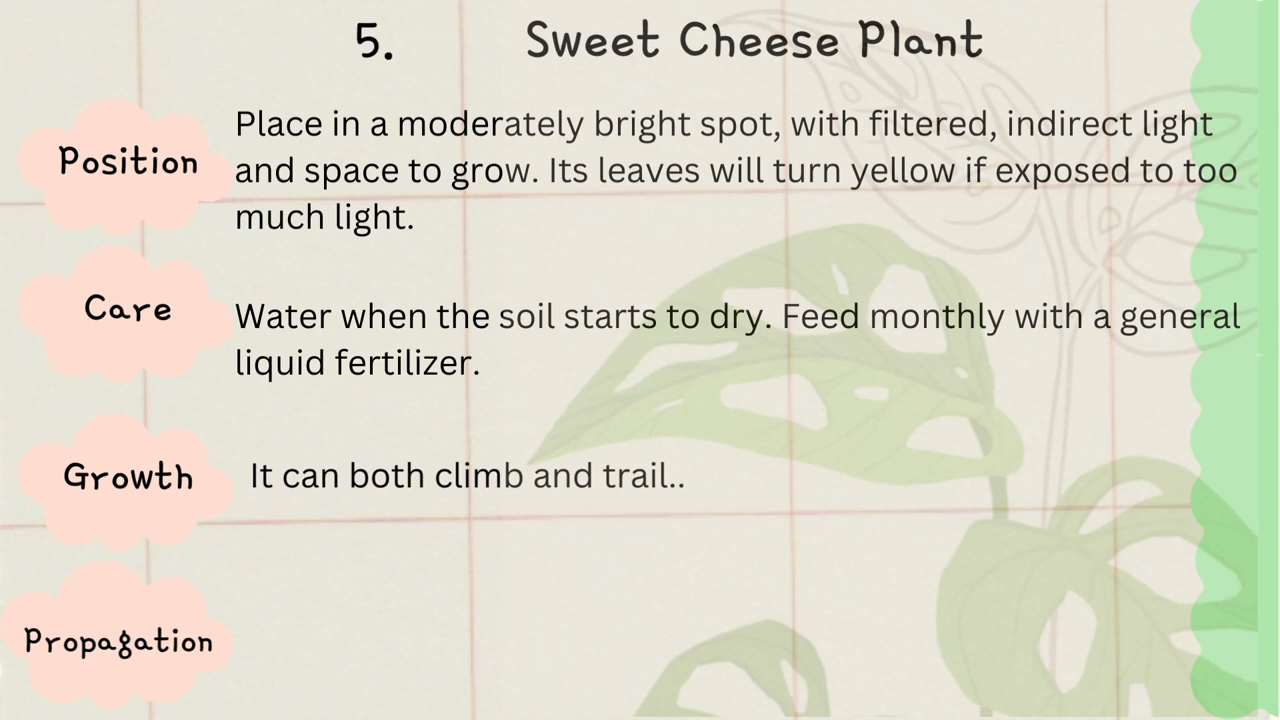 5. Sweet Cheese Plant
Position
Place in a moderately bright spot, with filtered, indirect light
and space to grow. Its leaves will turn yellow if exposed to too
much light.
Care
Water when the soil starts to dry. Feed monthly with a general
liquid fertilizer.
Growth
It can both climb and trail..
Propagation